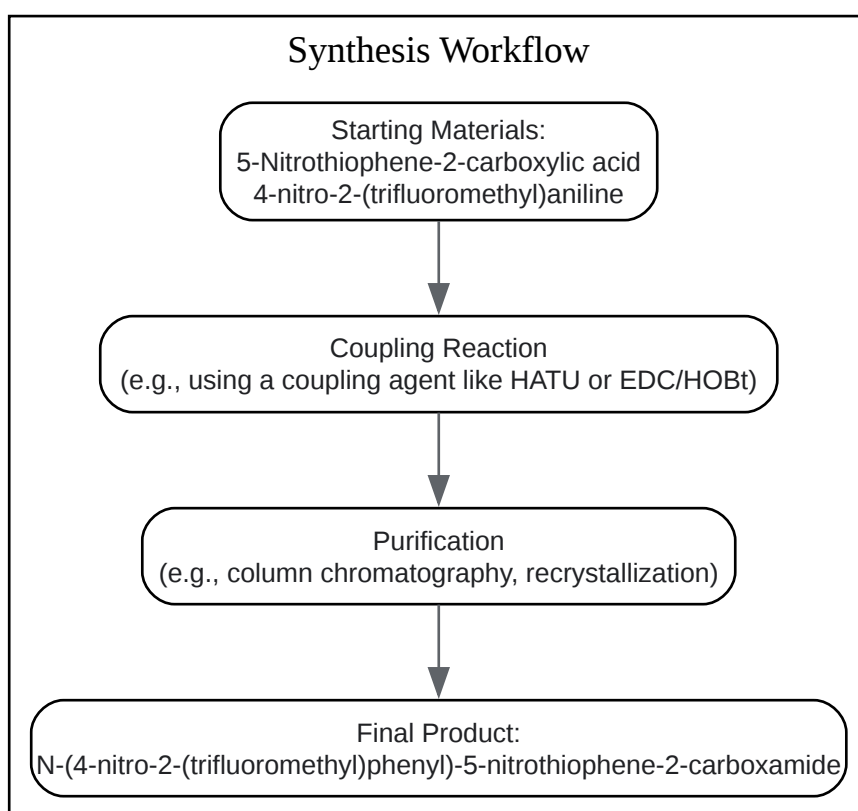 Synthesis Workflow
Starting Materials:
5-Nitrothiophene-2-carboxylic acid
4-nitro-2-(trifluoromethyl)aniline
Coupling Reaction
(e.g., using a coupling agent like HATU or EDC/HOBt)
Purification
(e.g., column chromatography, recrystallization)
Final Product:
N-(4-nitro-2-(trifluoromethyl)phenyl)-5-nitrothiophene-2-carboxamide